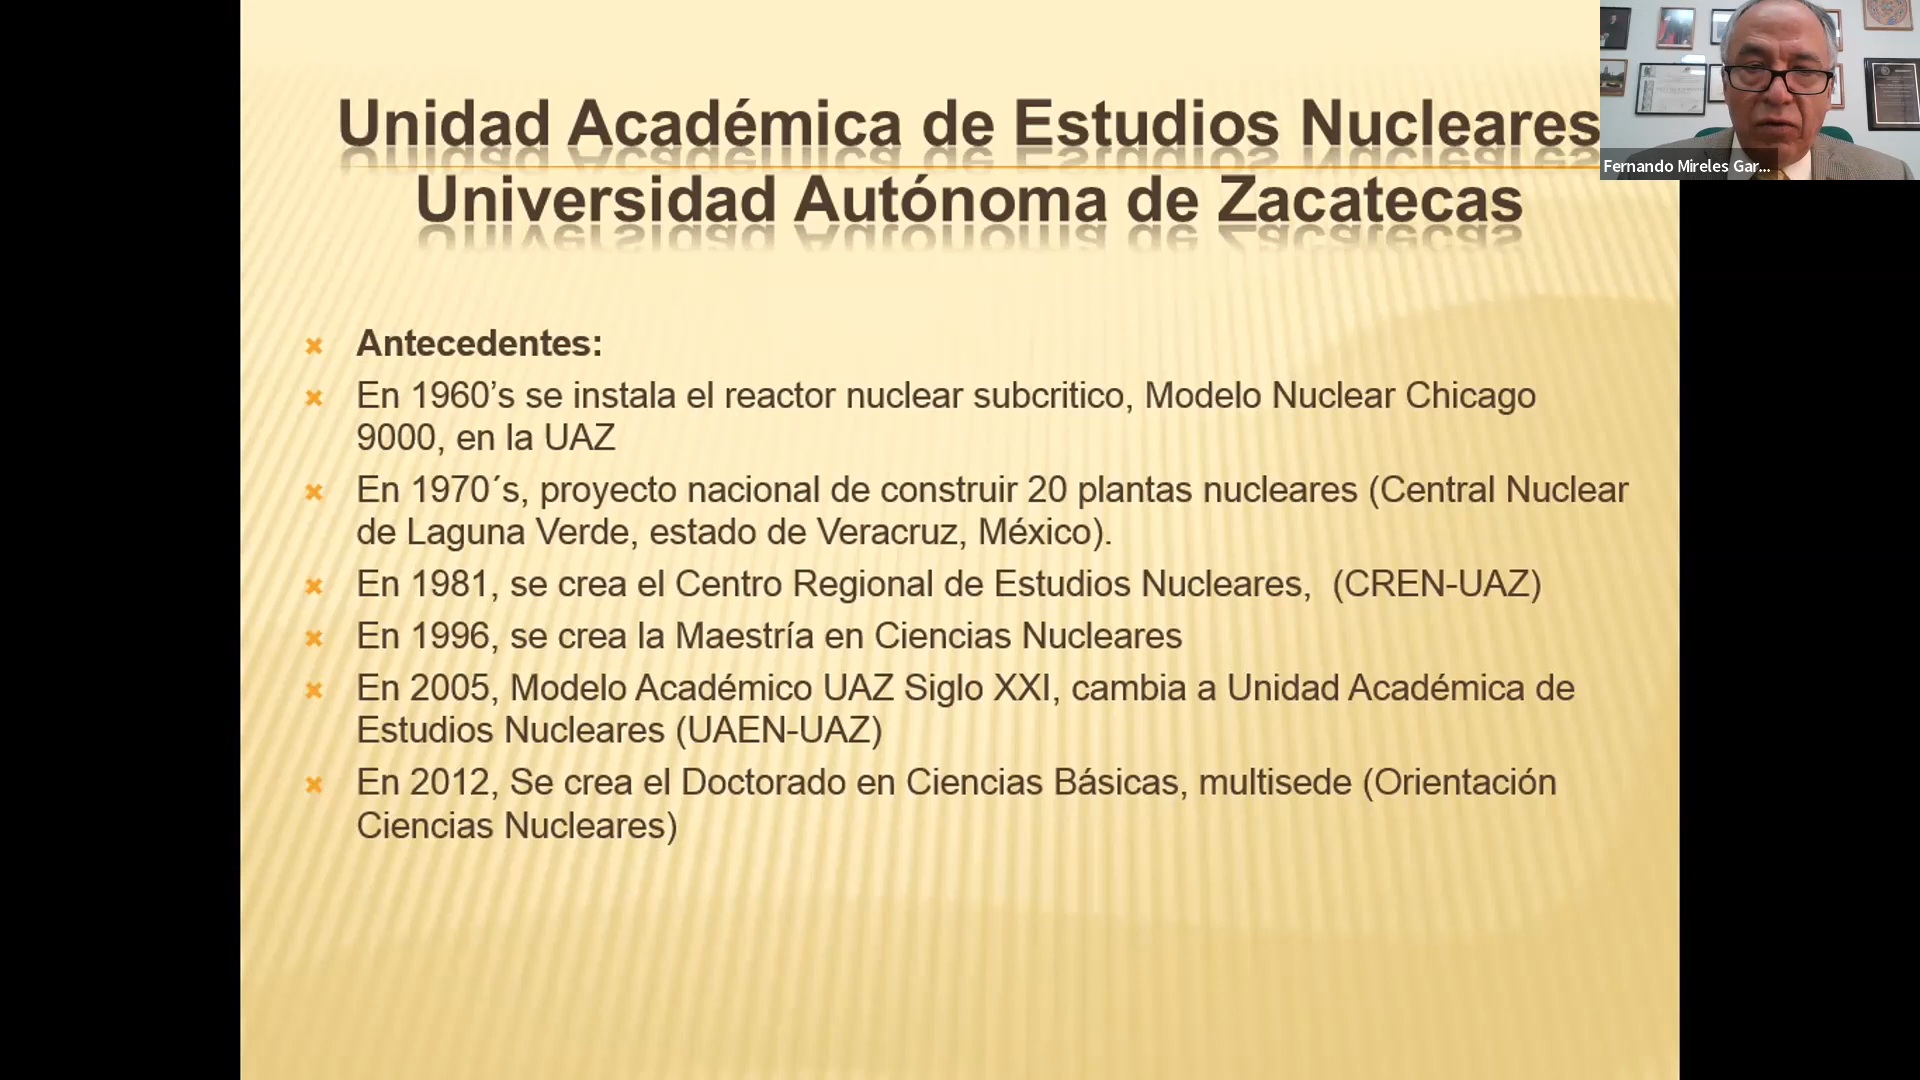 Unidad Académica de Estudios Nucleares
Universidad Autónoma de Zacatecas
Fernando Mireles Gar...
Antecedentes:
En 1960’s se instala el reactor nuclear subcritico, Modelo Nuclear Chicago
9000, en la UAZ
En 1970´s, proyecto nacional de construir 20 plantas nucleares (Central Nuclear
de Laguna Verde, estado de Veracruz, México).
En 1981, se crea el Centro Regional de Estudios Nucleares, (CREN-UAZ)
En 1996, se crea la Maestría en Ciencias Nucleares
En 2005, Modelo Académico UAZ Siglo XXI, cambia a Unidad Académica de
Estudios Nucleares (UAEN-UAZ)
En 2012, Se crea el Doctorado en Ciencias Básicas, multisede (Orientación
Ciencias Nucleares)